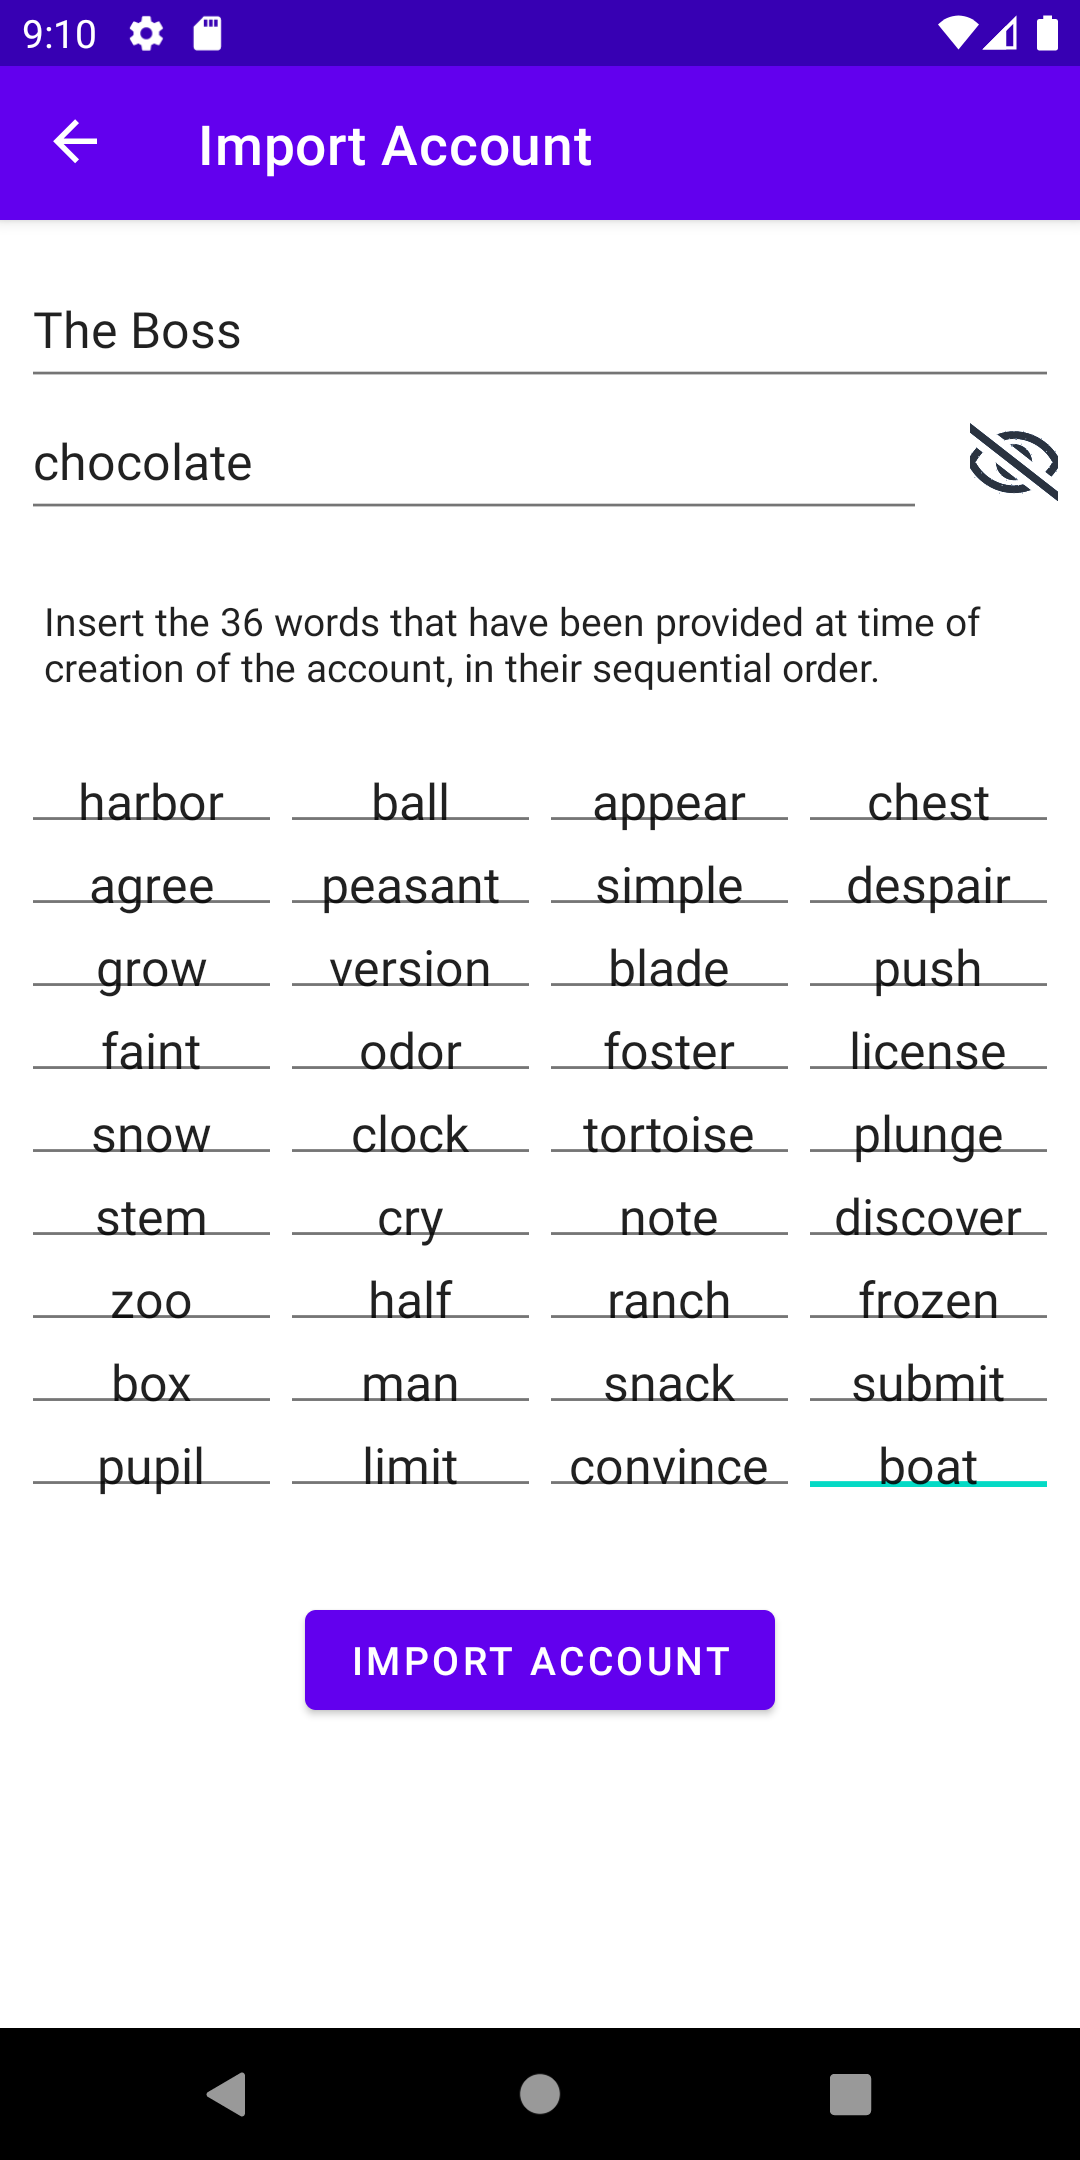 9:10
Import Account
The Boss
chocolate
Insert the 36 words that have been provided at time of
creation of the account, in their sequential order.
harbor ball appear chest
agree peasant simple despair
grow version blade push
faint odor foster license
snow clock tortoise plunge
stem cry note discover
zoo half ranch frozen
box man snack submit
pupil limit convince boat
IMPORT ACCOUNT